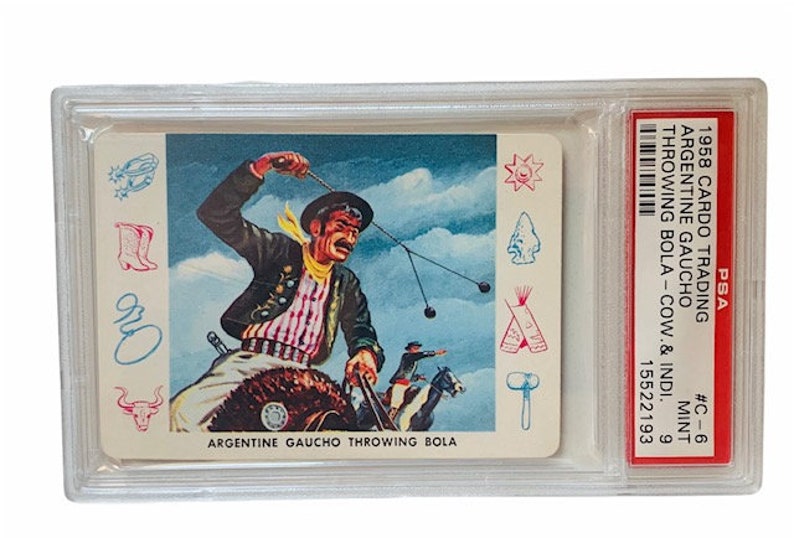 ARGENTINE GAUCHO THROWING BOLA
1958 CARDO TRADING #C-6
ARGENTINE GAUCHO MINT
THROWING BOLA-COW.& INDI. 9
15522193
PSA